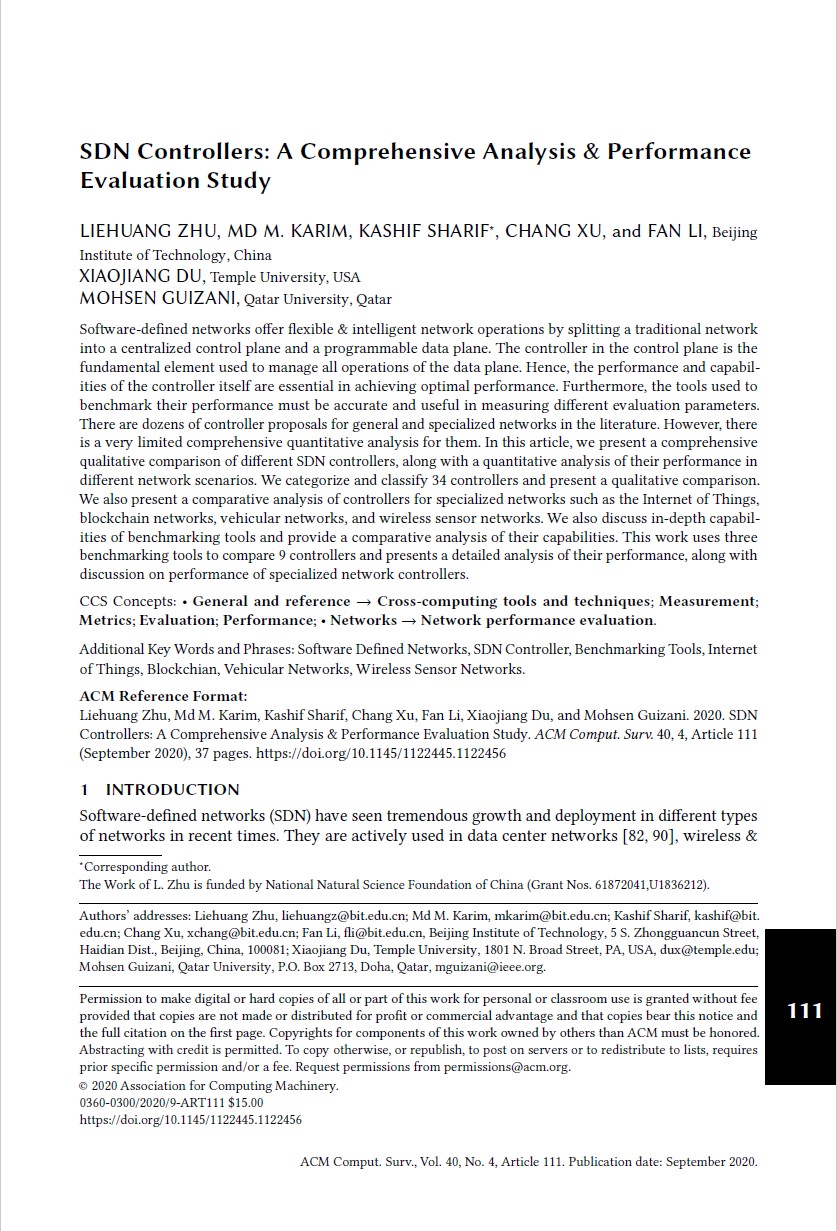 SDN Controllers: A Comprehensive Analysis & Performance
Evaluation Study
LIEHUANG ZHU, MD M. KARIM, KASHIF SHARIF*, CHANG XU, and FAN LI, Beijing
Institute of Technology, China
XIAOJIANG DU, Temple University, USA
MOHSEN GUIZANI, Qatar University, Qatar
Software-defined networks offer flexible & intelligent network operations by splitting a traditional network
into a centralized control plane and a programmable data plane. The controller in the control plane is the
fundamental element used to manage all operations of the data plane. Hence, the performance and capabil-
ities of the controller itself are essential in achieving optimal performance. Furthermore, the tools used to
benchmark their performance must be accurate and useful in measuring different evaluation parameters.
There are dozens of controller proposals for general and specialized networks in the literature. However, there
is a very limited comprehensive quantitative analysis for them. In this article, we present a comprehensive
qualitative comparison of different SDN controllers, along with a quantitative analysis of their performance in
different network scenarios. We categorize and classify 34 controllers and present a qualitative comparison.
We also present a comparative analysis of controllers for specialized networks such as the Internet of Things,
blockchain networks, vehicular networks, and wireless sensor networks. We also discuss in-depth capabil-
ities of benchmarking tools and provide a comparative analysis of their capabilities. This work uses three
benchmarking tools to compare 9 controllers and presents a detailed analysis of their performance, along with
discussion on performance of specialized network controllers.
CCS Concepts: • General and reference → Cross-computing tools and techniques; Measurement;
Metrics; Evaluation; Performance; • Networks → Network performance evaluation.
Additional Key Words and Phrases: Software Defined Networks, SDN Controller, Benchmarking Tools, Internet
of Things, Blockchian, Vehicular Networks, Wireless Sensor Networks.
ACM Reference Format:
Liehuang Zhu, Md M. Karim, Kashif Sharif, Chang Xu, Fan Li, Xiaojiang Du, and Mohsen Guizani. 2020. SDN
Controllers: A Comprehensive Analysis & Performance Evaluation Study. ACM Comput. Surv. 40, 4, Article 111
(September 2020), 37 pages. https://doi.org/10.1145/1122445.1122456
1 INTRODUCTION
Software-defined networks (SDN) have seen tremendous growth and deployment in different types
of networks in recent times. They are actively used in data center networks [82, 90], wireless &
*Corresponding author.
The Work of L. Zhu is funded by National Natural Science Foundation of China (Grant Nos. 61872041,U1836212).
Authors' addresses: Liehuang Zhu, liehuangz@bit.edu.cn; Md M. Karim, mkarim@bit.edu.cn; Kashif Sharif, kashif@bit.
edu.cn; Chang Xu, xchang@bit.edu.cn; Fan Li, fli@bit.edu.cn, Beijing Institute of Technology, 5 S. Zhongguancun Street,
Haidian Dist., Beijing, China, 100081; Xiaojiang Du, Temple University, 1801 N. Broad Street, PA, USA, dux@temple.edu;
Mohsen Guizani, Qatar University, P.O. Box 2713, Doha, Qatar, mguizani@ieee.org.
Permission to make digital or hard copies of all or part of this work for personal or classroom use is granted without fee
provided that copies are not made or distributed for profit or commercial advantage and that copies bear this notice and
the full citation on the first page. Copyrights for components of this work owned by others than ACM must be honored.
Abstracting with credit is permitted. To copy otherwise, or republish, to post on servers or to redistribute to lists, requires
prior specific permission and/or a fee. Request permissions from permissions@acm.org.
© 2020 Association for Computing Machinery.
0360-0300/2020/9-ART111 $15.00
https://doi.org/10.1145/1122445.1122456
111
ACM Comput. Surv., Vol. 40, No. 4, Article 111. Publication date: September 2020.